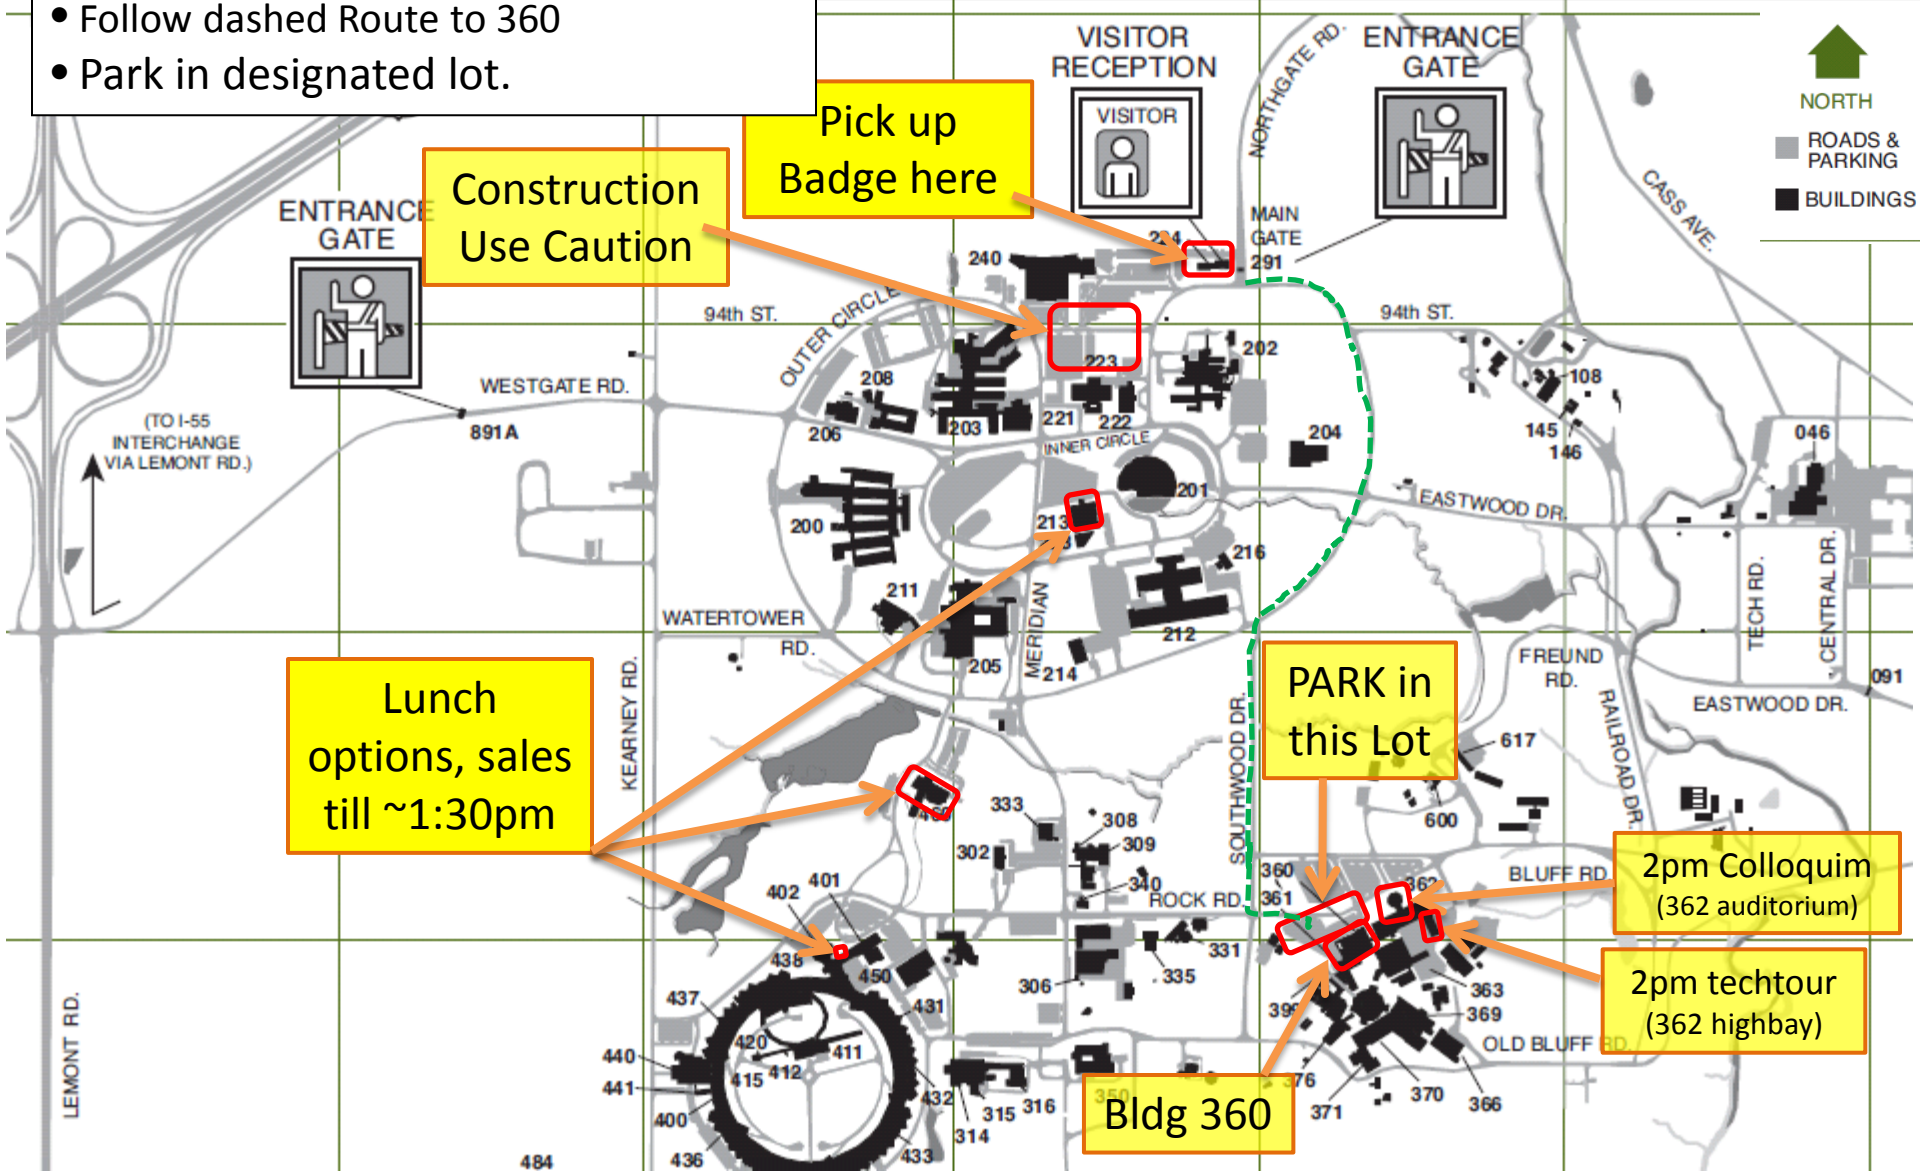 • Follow dashed Route to 360
• Park in designated lot.
VISITOR
RECEPTION
VISITOR
NORTHGATE RD.
ENTRANCE
GATE
NORTH
ROADS &
PARKING
BUILDINGS
Pick up
Badge here
Construction
Use Caution
ENTRANCE
GATE
CASS AVE.
MAIN
GATE
291
240
94th ST.
OUTER CIRCLE
94th ST.
223
202
208
108
WESTGATE RD.
891A
206
203
221
222
INNER CIRCLE
204
145
146
046
(TO I-55
INTERCHANGE
VIA LEMONT RD.)
201
EASTWOOD DR.
200
213
216
211
MERIDIAN
212
TECH RD.
CENTRAL DR.
WATERTOWER
RD.
205
214
FREUND
RD.
091
EASTWOOD DR.
KEARNEY RD.
SOUTHWOOD DR.
RAILROAD DR.
Lunch
options, sales
till ~1:30pm
PARK in
this Lot
617
600
333
308
309
302
340
ROCK RD.
360
361
362
BLUFF RD.
2pm Colloquim
(362 auditorium)
402
401
438
450
331
335
306
437
431
363
369
2pm techtour
(362 highbay)
LEMONT RD.
420
411
440
415
412
441
400
432
OLD BLUFF RD.
376
370
371
366
350
315
316
314
Bldg 360
436
433
484